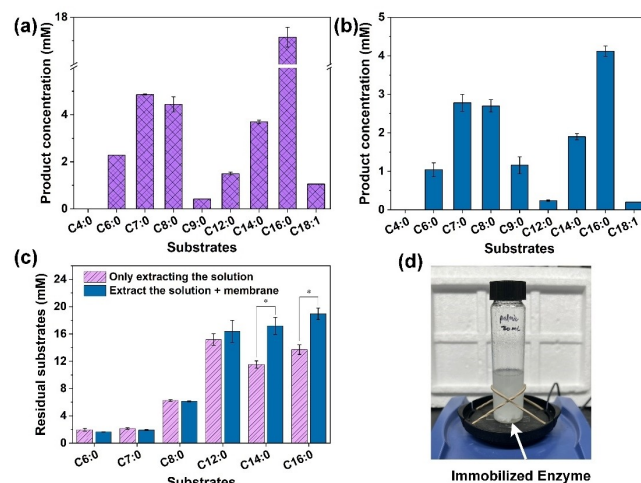 (a)
Product concentration (mM)
18
4
2
0
C4:0 C6:0 C7:0 C8:0 C9:0 C12:0 C14:0 C16:0 C18:1
Substrates
(b)
Product concentration (mM)
5
4
3
2
1
0
C4:0 C6:0 C7:0 C8:0 C9:0 C12:0 C14:0 C16:0 C18:1
Substrates
(c)
Residual substrates (mM)
24
20
16
12
8
4
0
Only extracting the solution
Extract the solution + membrane
* *
C6:0 C7:0 C8:0 C12:0 C14:0 C16:0
Substrates
(d)
Immobilized Enzyme